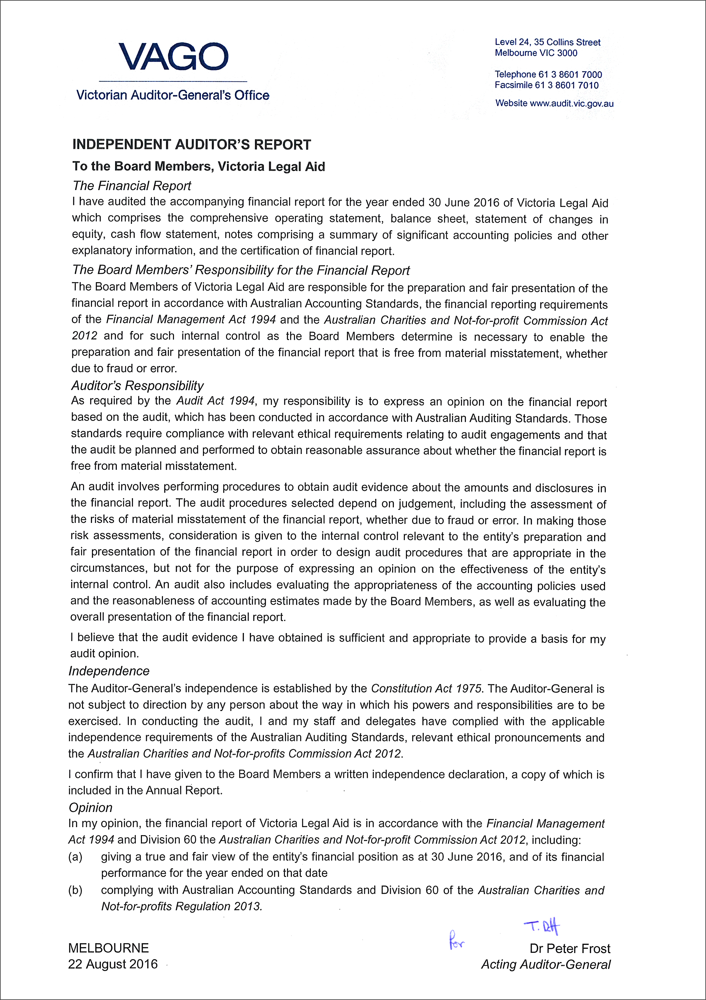 VAGO
Victorian Auditor-General's Office
Level 24, 35 Collins Street
Melbourne VIC 3000
Telephone 61 3 8601 7000
Facsimile 61 3 8601 7010
Website www.audit.vic.gov.au
INDEPENDENT AUDITOR'S REPORT
To the Board Members, Victoria Legal Aid
The Financial Report
I have audited the accompanying financial report for the year ended 30 June 2016 of Victoria Legal Aid
which comprises the comprehensive operating statement, balance sheet, statement of changes in
equity, cash flow statement, notes comprising a summary of significant accounting policies and other
explanatory information, and the certification of financial report.
The Board Members' Responsibility for the Financial Report
The Board Members of Victoria Legal Aid are responsible for the preparation and fair presentation of the
financial report in accordance with Australian Accounting Standards, the financial reporting requirements
of the Financial Management Act 1994 and the Australian Charities and Not-for-profit Commission Act
2012 and for such internal control as the Board Members determine is necessary to enable the
preparation and fair presentation of the financial report that is free from material misstatement, whether
due to fraud or error.
Auditor's Responsibility
As required by the Audit Act 1994, my responsibility is to express an opinion on the financial report
based on the audit, which has been conducted in accordance with Australian Auditing Standards. Those
standards require compliance with relevant ethical requirements relating to audit engagements and that
the audit be planned and performed to obtain reasonable assurance about whether the financial report is
free from material misstatement.
An audit involves performing procedures to obtain audit evidence about the amounts and disclosures in
the financial report. The audit procedures selected depend on judgement, including the assessment of
the risks of material misstatement of the financial report, whether due to fraud or error. In making those
risk assessments, consideration is given to the internal control relevant to the entity's preparation and
fair presentation of the financial report in order to design audit procedures that are appropriate in the
circumstances, but not for the purpose of expressing an opinion on the effectiveness of the entity's
internal control. An audit also includes evaluating the appropriateness of the accounting policies used
and the reasonableness of accounting estimates made by the Board Members, as well as evaluating the
overall presentation of the financial report.
I believe that the audit evidence I have obtained is sufficient and appropriate to provide a basis for my
audit opinion.
Independence
The Auditor-General's independence is established by the Constitution Act 1975. The Auditor-General is
not subject to direction by any person about the way in which his powers and responsibilities are to be
exercised. In conducting the audit, I and my staff and delegates have complied with the applicable
independence requirements of the Australian Auditing Standards, relevant ethical pronouncements and
the Australian Charities and Not-for-profits Commission Act 2012.
I confirm that I have given to the Board Members a written independence declaration, a copy of which is
included in the Annual Report.
Opinion
In my opinion, the financial report of Victoria Legal Aid is in accordance with the Financial Management
Act 1994 and Division 60 the Australian Charities and Not-for-profit Commission Act 2012, including:
(a) giving a true and fair view of the entity's financial position as at 30 June 2016, and of its financial
performance for the year ended on that date
(b) complying with Australian Accounting Standards and Division 60 of the Australian Charities and
Not-for-profits Regulation 2013.
for
MELBOURNE
Dr Peter Frost
22 August 2016
Acting Auditor-General